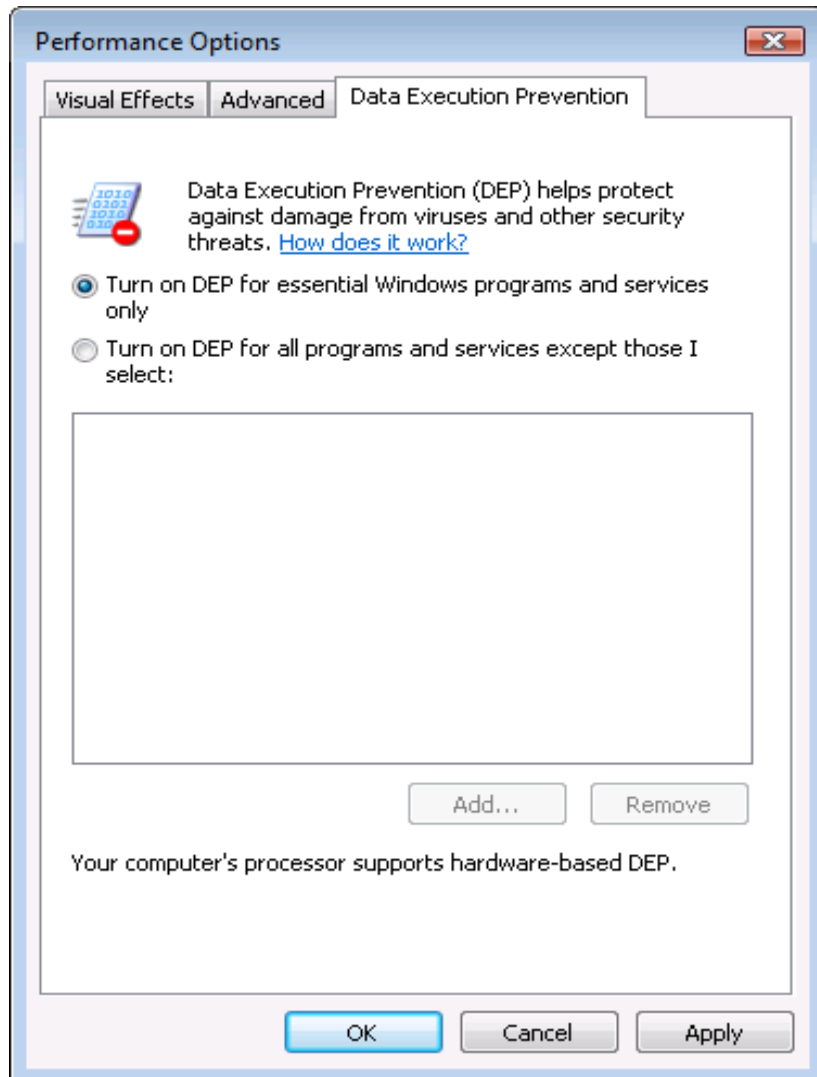 Performance Options
Visual Effects
Advanced
Data Execution Prevention
Data Execution Prevention (DEP) helps protect
against damage from viruses and other security
threats. How does it work?
Turn on DEP for essential Windows programs and services
only
Turn on DEP for all programs and services except those I
select:
Add...
Remove
Your computer's processor supports hardware-based DEP.
OK
Cancel
Apply